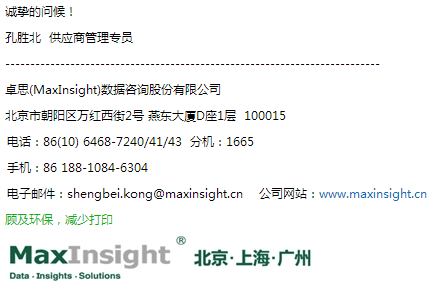 诚挚的问候！
孔胜北 供应商管理专员
--------------------------------------------------------------------------
卓思(MaxInsight)数据咨询股份有限公司
北京市朝阳区万红西街2号 燕东大厦D座1层 100015
电话：86(10) 6468-7240/41/43 分机：1665
手机：86 188-1084-6304
电子邮件：shengbei.kong@maxinsight.cn 公司网站：www.maxinsight.cn
顾及环保，减少打印
MaxInsight® 北京·上海·广州
Data · Insights · Solutions